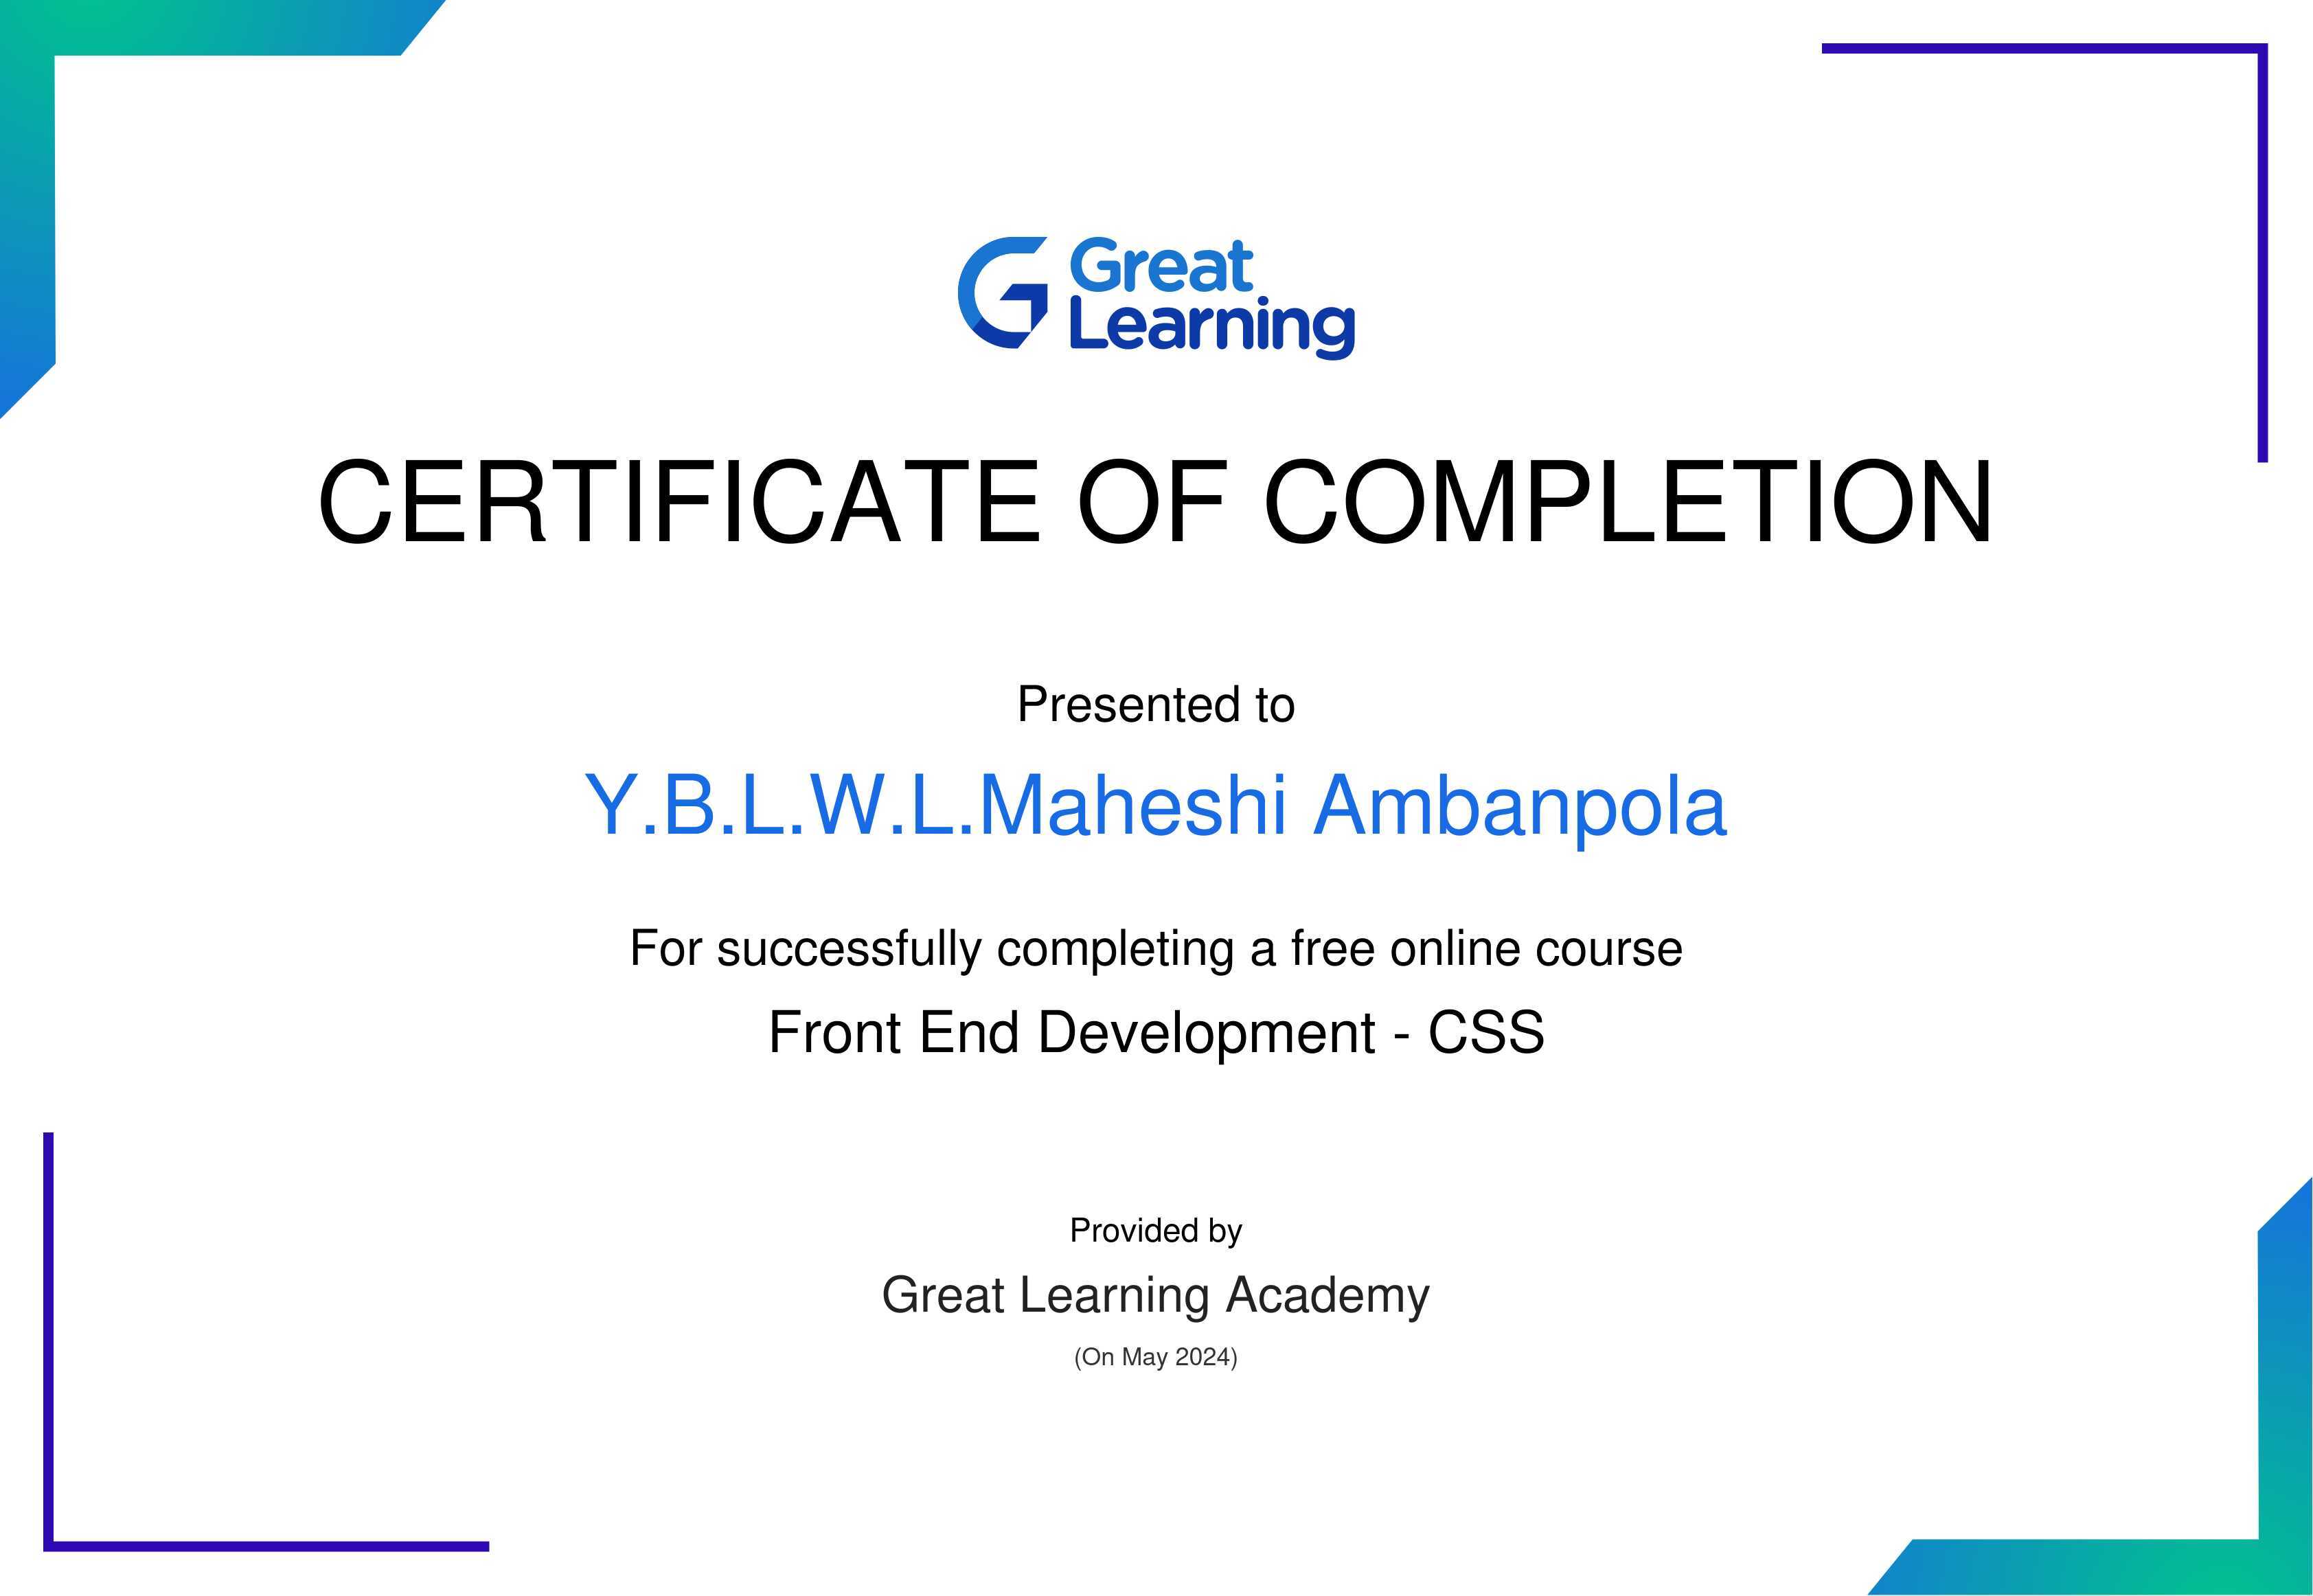 Great
Learning
CERTIFICATE OF COMPLETION
Presented to
Y.B.L.W.L.Maheshi Ambanpola
For successfully completing a free online course
Front End Development - CSS
Provided by
Great Learning Academy
(On May 2024)